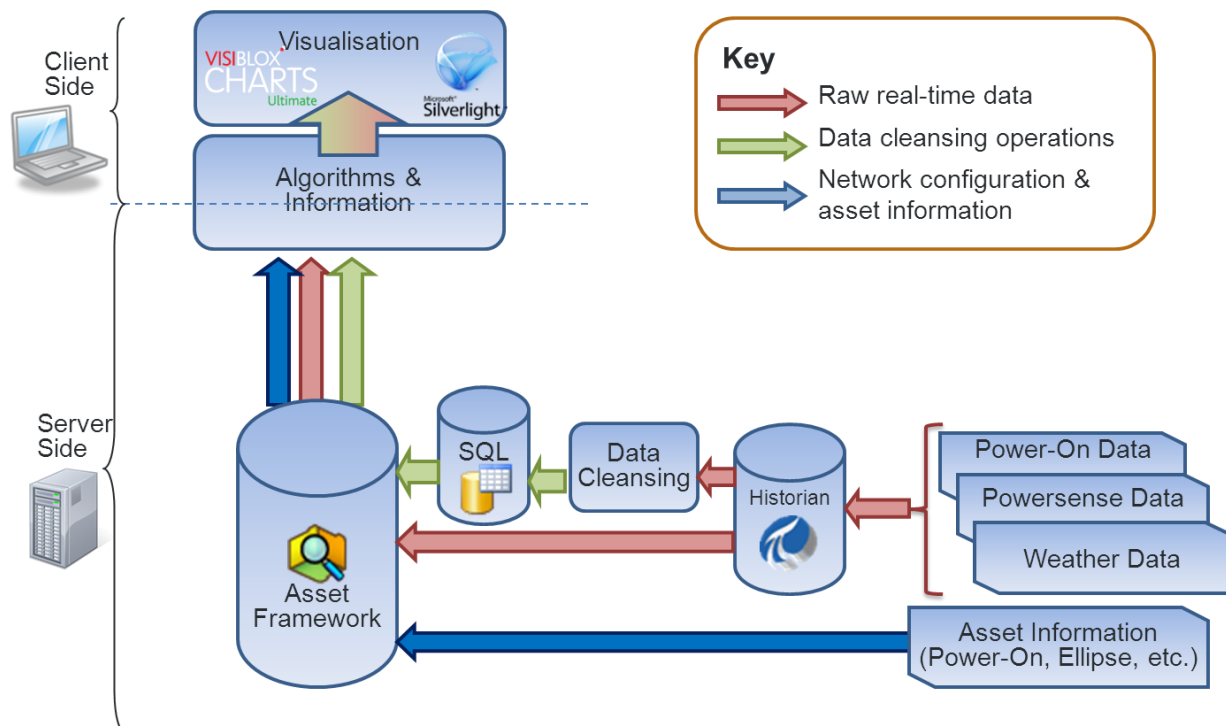 Client
Side
Visualisation
VISIBLOX
CHARTS
Ultimate
Microsoft®
Silverlight
Algorithms &
Information
Key
Raw real-time data
Data cleansing operations
Network configuration &
asset information
Server
Side
Asset
Framework
SQL
Data
Cleansing
Historian
Power-On Data
Powersense Data
Weather Data
Asset Information
(Power-On, Ellipse, etc.)